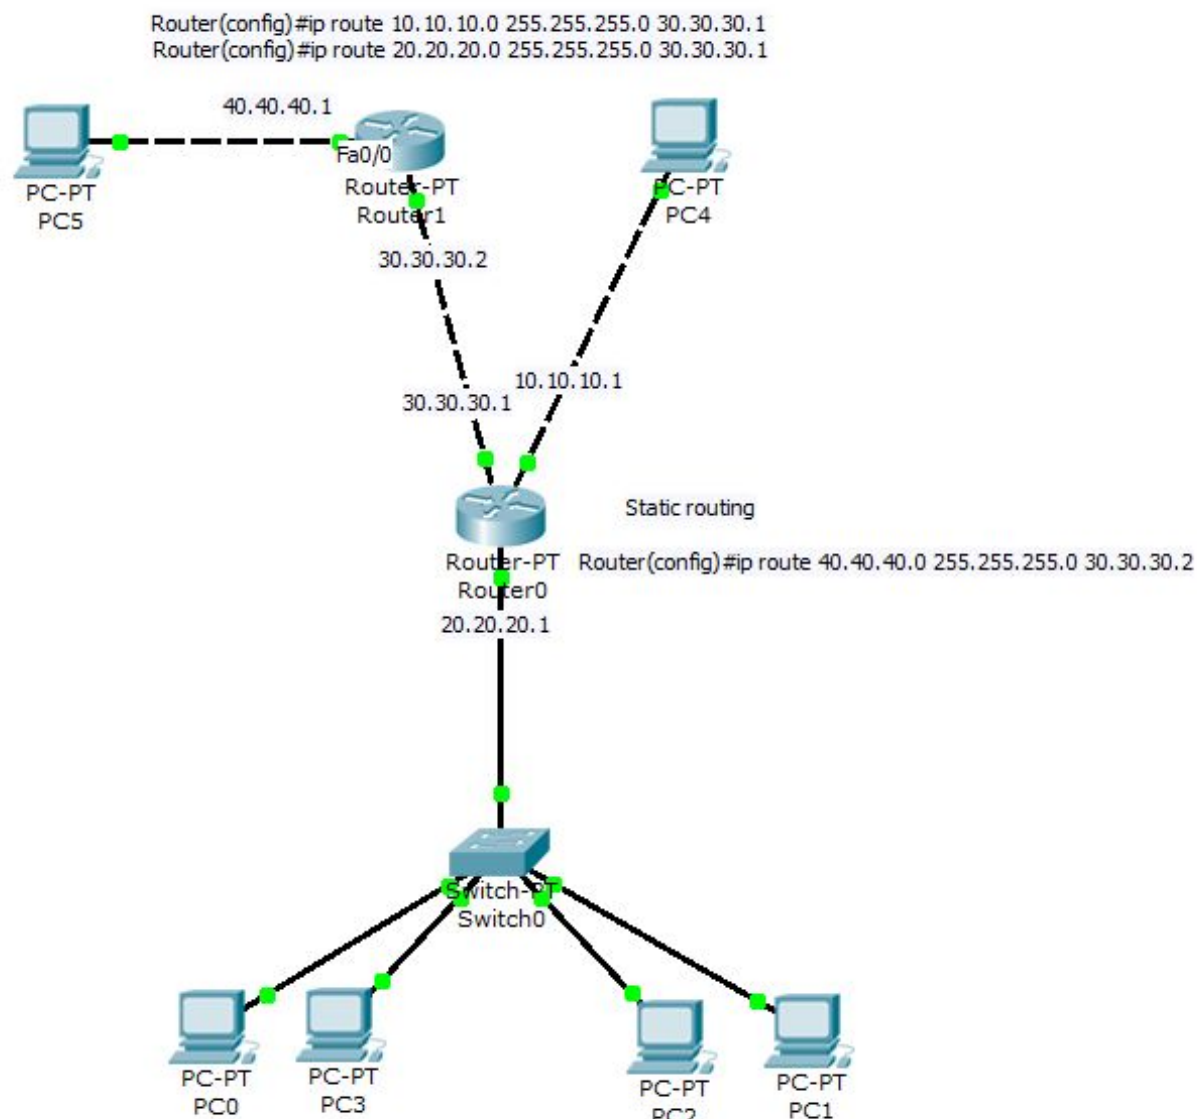 Router(config)#ip route 10.10.10.0 255.255.255.0 30.30.30.1
Router(config)#ip route 20.20.20.0 255.255.255.0 30.30.30.1
40.40.40.1
Fa0/0
PC-PT
PC5
Router-PT
Router1
PC-PT
PC4
30.30.30.2
10.10.10.1
30.30.30.1
Static routing
Router-PT
Router0
Router(config)#ip route 40.40.40.0 255.255.255.0 30.30.30.2
20.20.20.1
Switch-PT
Switch0
PC-PT
PC0
PC-PT
PC3
PC-PT
PC2
PC-PT
PC1